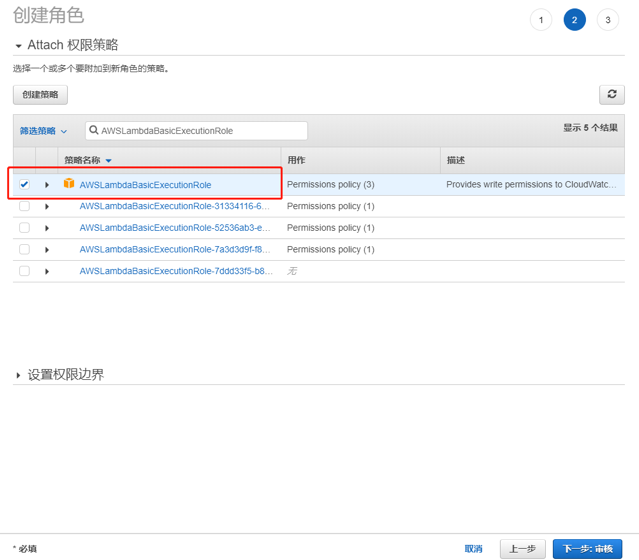 创建角色
1 2 3
Attach 权限策略
选择一个或多个要附加到新角色的策略。
创建策略
筛选策略 AWSLambdaBasicExecutionRole 显示 5 个结果
策略名称 用作 描述
AWSLambdaBasicExecutionRole Permissions policy (3) Provides write permissions to CloudWatc...
AWSLambdaBasicExecutionRole-31334116-6... Permissions policy (1)
AWSLambdaBasicExecutionRole-52536ab3-e... Permissions policy (1)
AWSLambdaBasicExecutionRole-7a3d3d9f-f8... Permissions policy (1)
AWSLambdaBasicExecutionRole-7ddd33f5-b8... 无
设置权限边界
* 必填 取消 上一步 下一步: 审核